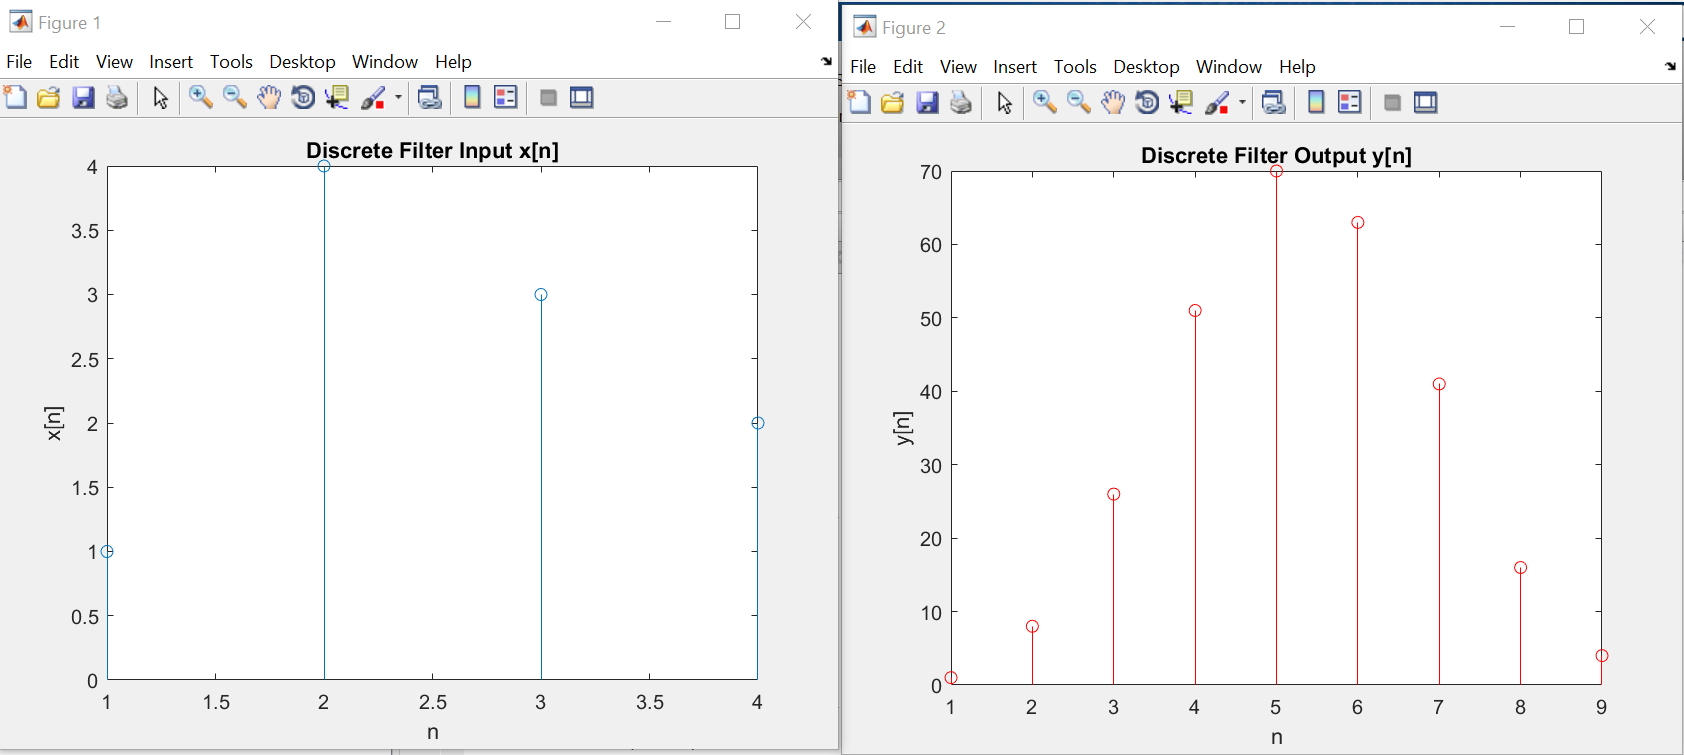 Figure 1
File Edit View Insert Tools Desktop Window Help
Discrete Filter Input x[n]
4
3.5
3
2.5
2
1.5
1
0.5
0
x[n]
1 1.5 2 2.5 3 3.5 4
n
Figure 2
File Edit View Insert Tools Desktop Window Help
Discrete Filter Output y[n]
70
60
50
40
30
20
10
0
y[n]
1 2 3 4 5 6 7 8 9
n